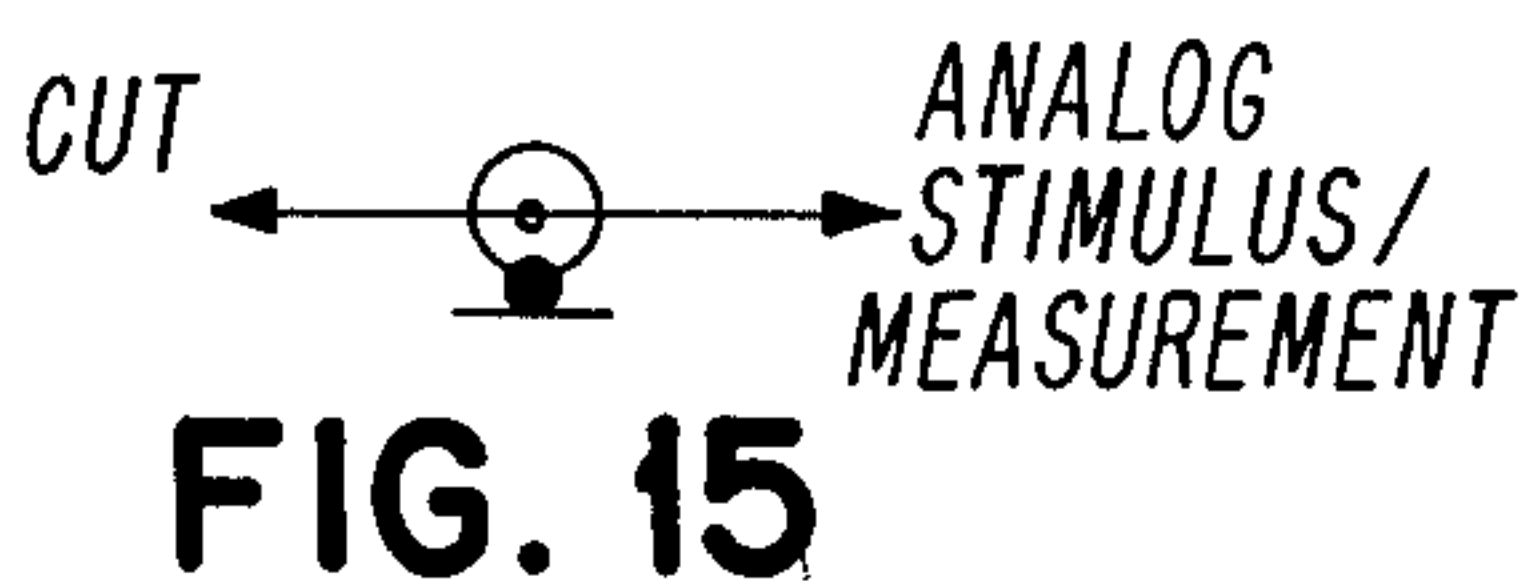 CUT
ANALOG
STIMULUS/
MEASUREMENT
FIG. 15